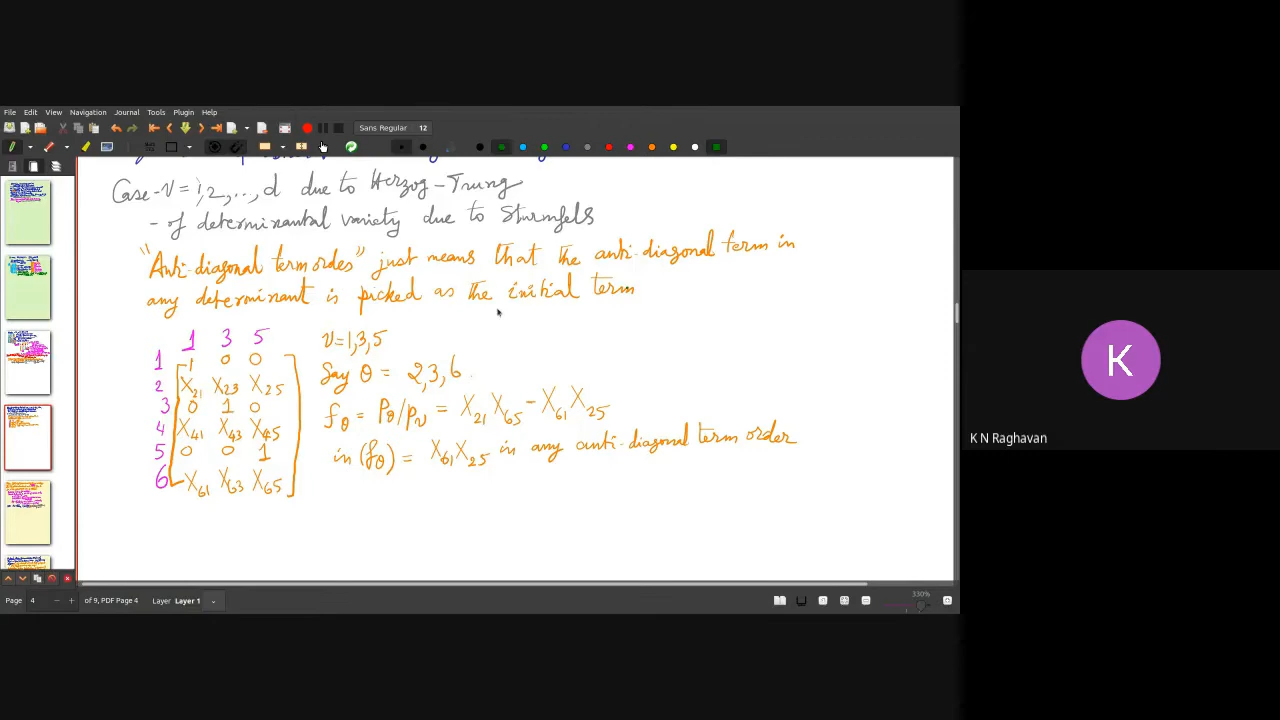 File Edit View Navigation Journal Tools Plugin Help
Sans Regular 12
Case - v = 1, 2, ..., d due to Herzog - Trung
- of determinantal variety due to Sturmfels
"Anti-diagonal term order" just means that the anti-diagonal term in
any determinant is picked as the initial term
1 3 5
1 1 0 0
2 X21 X23 X25
3 0 1 0
4 X41 X43 X45
5 0 0 1
6 X61 X63 X65
v = 1,3,5
Say θ = 2,3,6.
fθ = pθ/pv = X21 X65 - X61 X25
in (fθ) = X61 X25 in any anti-diagonal term order
K
K N Raghavan
Page 4 of 9, PDF Page 4 Layer Layer 1 330%